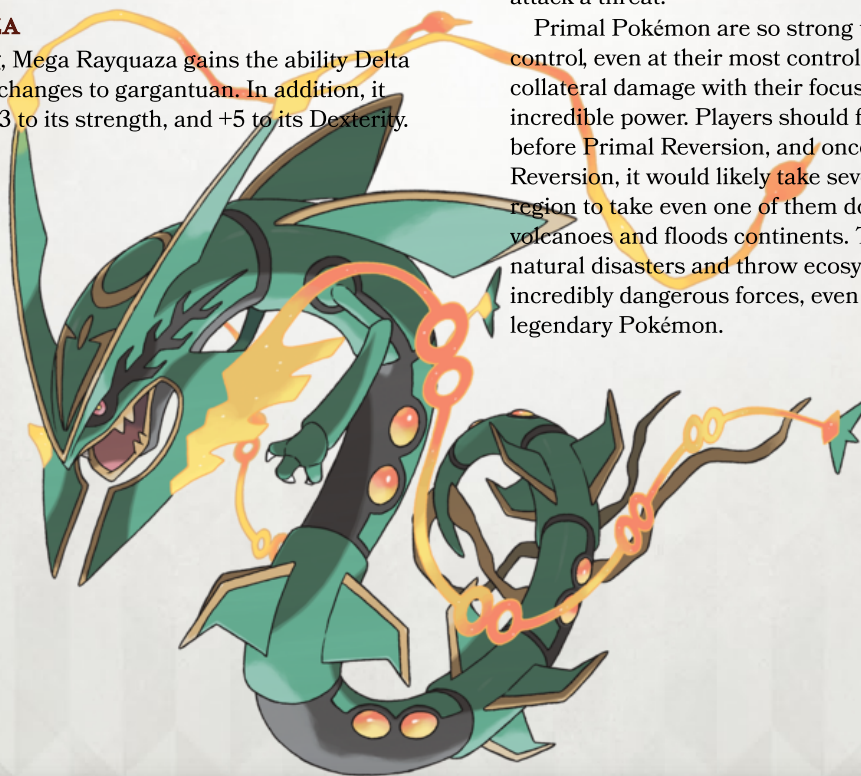 ZA
, Mega Rayquaza gains the ability Delta
changes to gargantuan. In addition, it
3 to its strength, and +5 to its Dexterity.
attack a threat.
Primal Pokémon are so strong
control, even at their most control
collateral damage with their focus
incredible power. Players should f
before Primal Reversion, and once
Reversion, it would likely take sev
region to take even one of them do
volcanoes and floods continents. T
natural disasters and throw ecosy
incredibly dangerous forces, even
legendary Pokémon.